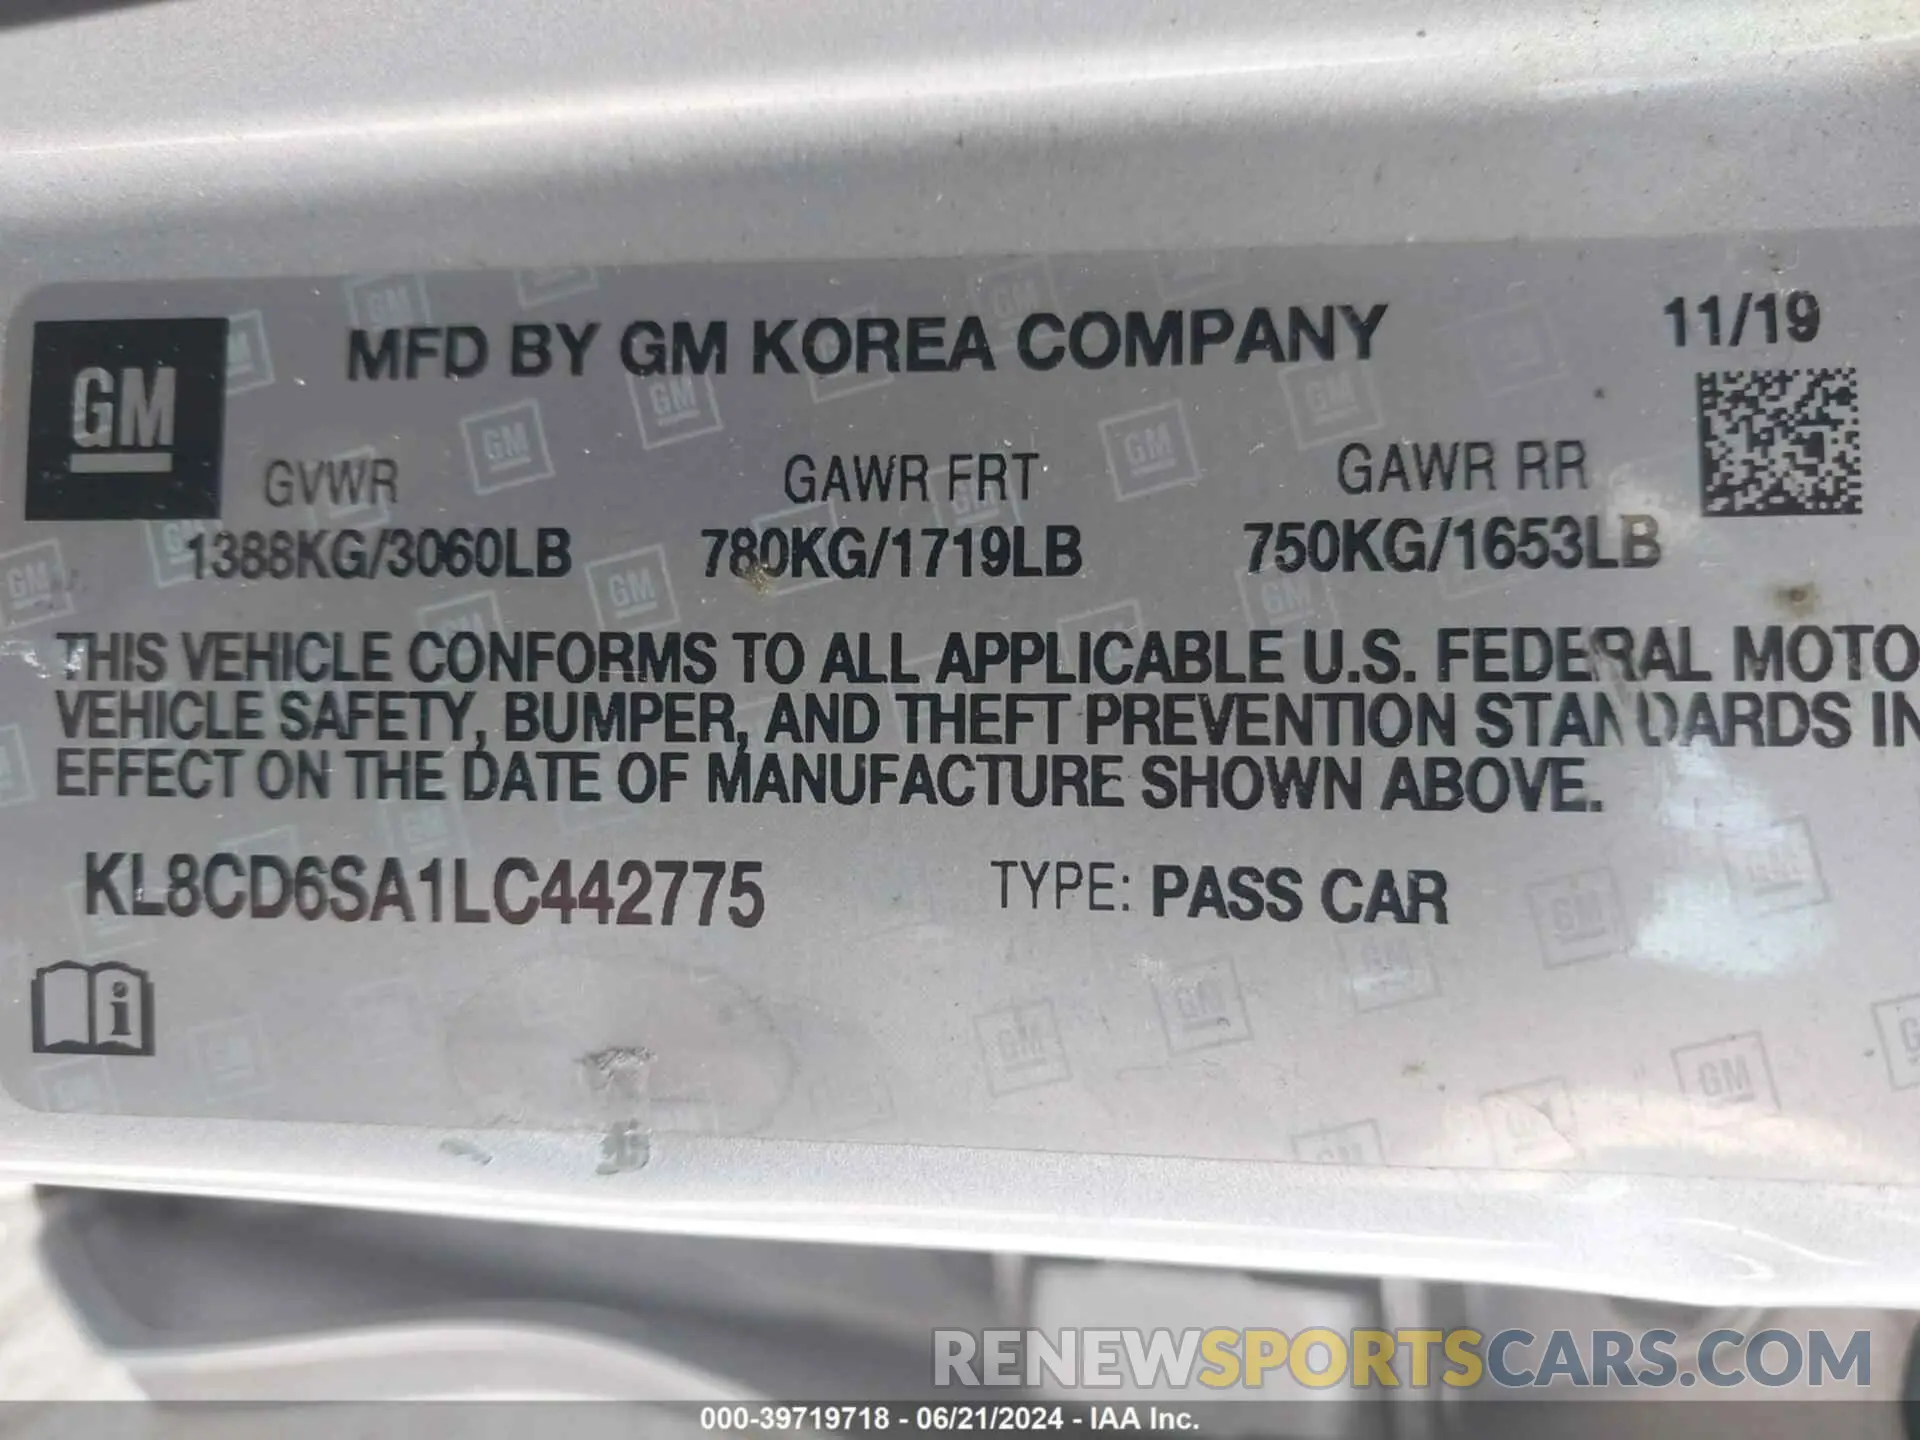 GM
MFD BY GM KOREA COMPANY
11/19
GVWR
GAWR FRT
GAWR RR
1388KG/3060LB
780KG/1719LB
750KG/1653LB
THIS VEHICLE CONFORMS TO ALL APPLICABLE U.S. FEDERAL MOTO
VEHICLE SAFETY, BUMPER, AND THEFT PREVENTION STANDARDS IN
EFFECT ON THE DATE OF MANUFACTURE SHOWN ABOVE.
KL8CD6SA1LC442775
TYPE: PASS CAR
RENEWSPORTSCARS.COM
000-39719718 - 06/21/2024 - IAA Inc.